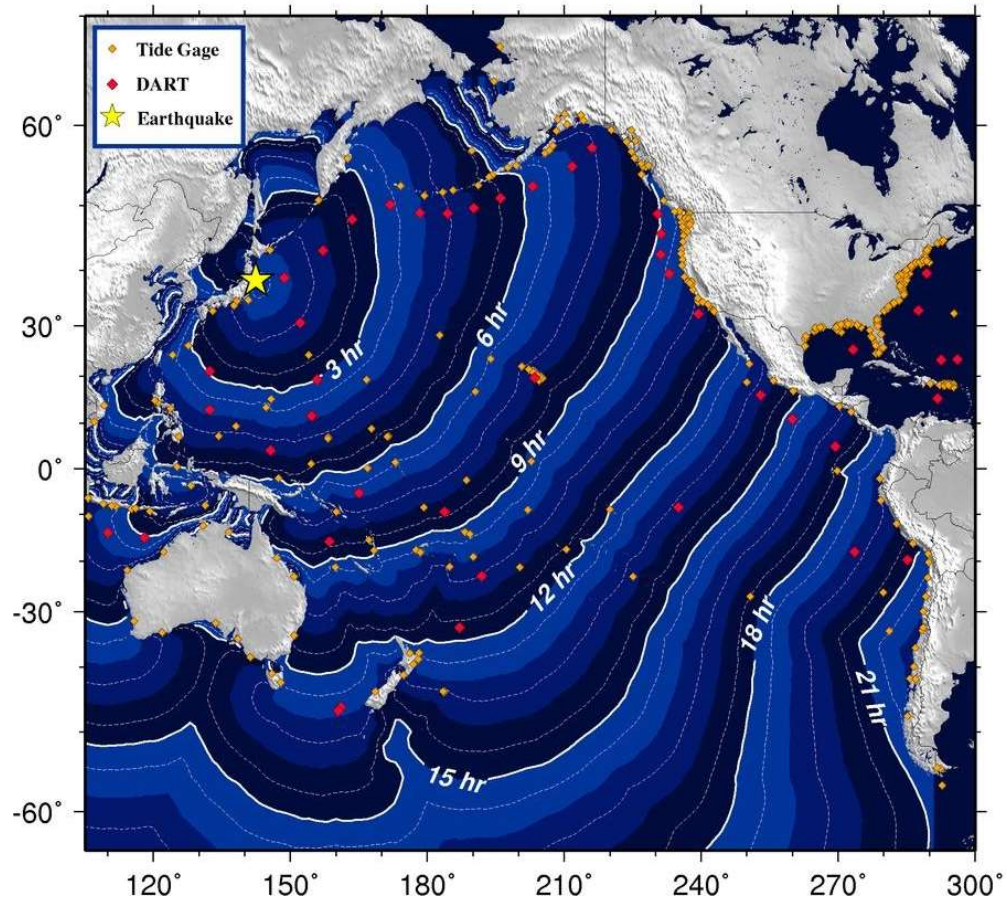 Tide Gage
DART
Earthquake
60°
30°
0°
-30°
-60°
3 hr
6 hr
9 hr
12 hr
15 hr
18 hr
21 hr
120° 150° 180° 210° 240° 270° 300°